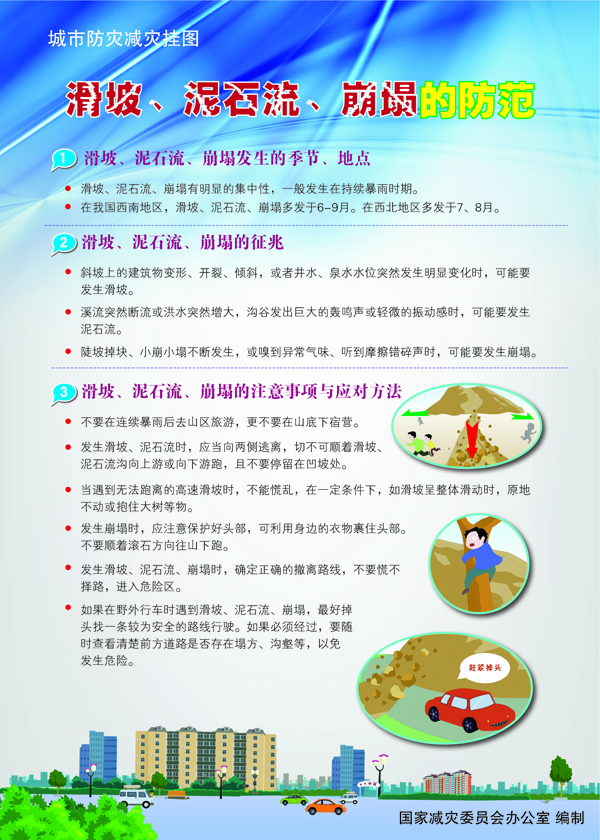 城市防灾减灾挂图
滑坡、泥石流、崩塌的防范
1 滑坡、泥石流、崩塌发生的季节、地点
● 滑坡、泥石流、崩塌有明显的集中性，一般发生在持续暴雨时期。
● 在我国西南地区，滑坡、泥石流、崩塌多发于6-9月。在西北地区多发于7、8月。
2 滑坡、泥石流、崩塌的征兆
● 斜坡上的建筑物变形、开裂、倾斜，或者井水、泉水水位突然发生明显变化时，可能要
发生滑坡。
● 溪流突然断流或洪水突然增大，沟谷发出巨大的轰鸣声或轻微的振动感时，可能要发生
泥石流。
● 陡坡掉块、小崩小塌不断发生，或嗅到异常气味、听到摩擦错碎声时，可能要发生崩塌。
3 滑坡、泥石流、崩塌的注意事项与应对方法
● 不要在连续暴雨后去山区旅游，更不要在山底下宿营。
● 发生滑坡、泥石流时，应当向两侧逃离，切不可顺着滑坡、
泥石流沟向上游或向下游跑，且不要停留在凹坡处。
● 当遇到无法跑离的高速滑坡时，不能慌乱，在一定条件下，如滑坡呈整体滑动时，原地
不动或抱住大树等物。
● 发生崩塌时，应注意保护好头部，可利用身边的衣物裹住头部。
不要顺着滚石方向往山下跑。
● 发生滑坡、泥石流、崩塌时，确定正确的撤离路线，不要慌不
择路，进入危险区。
● 如果在野外行车时遇到滑坡、泥石流、崩塌，最好掉
头找一条较为安全的路线行驶。如果必须经过，要随
时查看清楚前方道路是否存在塌方、沟壑等，以免
发生危险。
赶紧掉头
国家减灾委员会办公室 编制